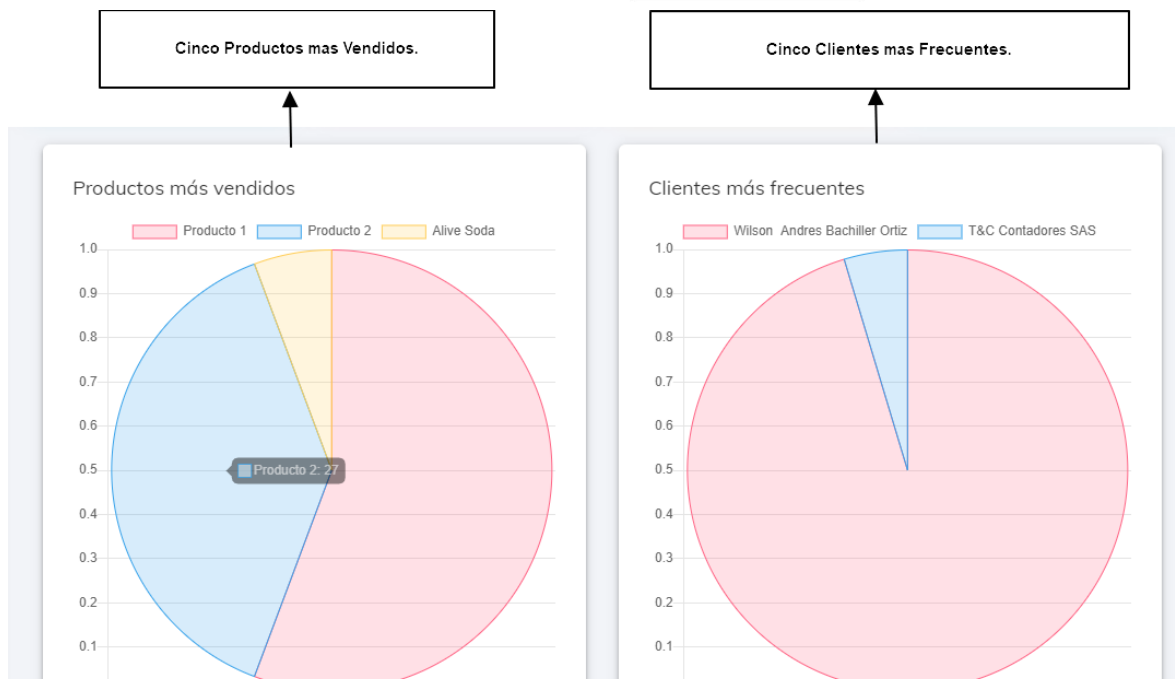 Cinco Productos mas Vendidos.
Cinco Clientes mas Frecuentes.
Productos más vendidos
Producto 1 Producto 2 Alive Soda
1.0
0.9
0.8
0.7
0.6
0.5
0.4
0.3
0.2
0.1
Producto 2: 27
Clientes más frecuentes
Wilson  Andres Bachiller Ortiz T&C Contadores SAS
1.0
0.9
0.8
0.7
0.6
0.5
0.4
0.3
0.2
0.1